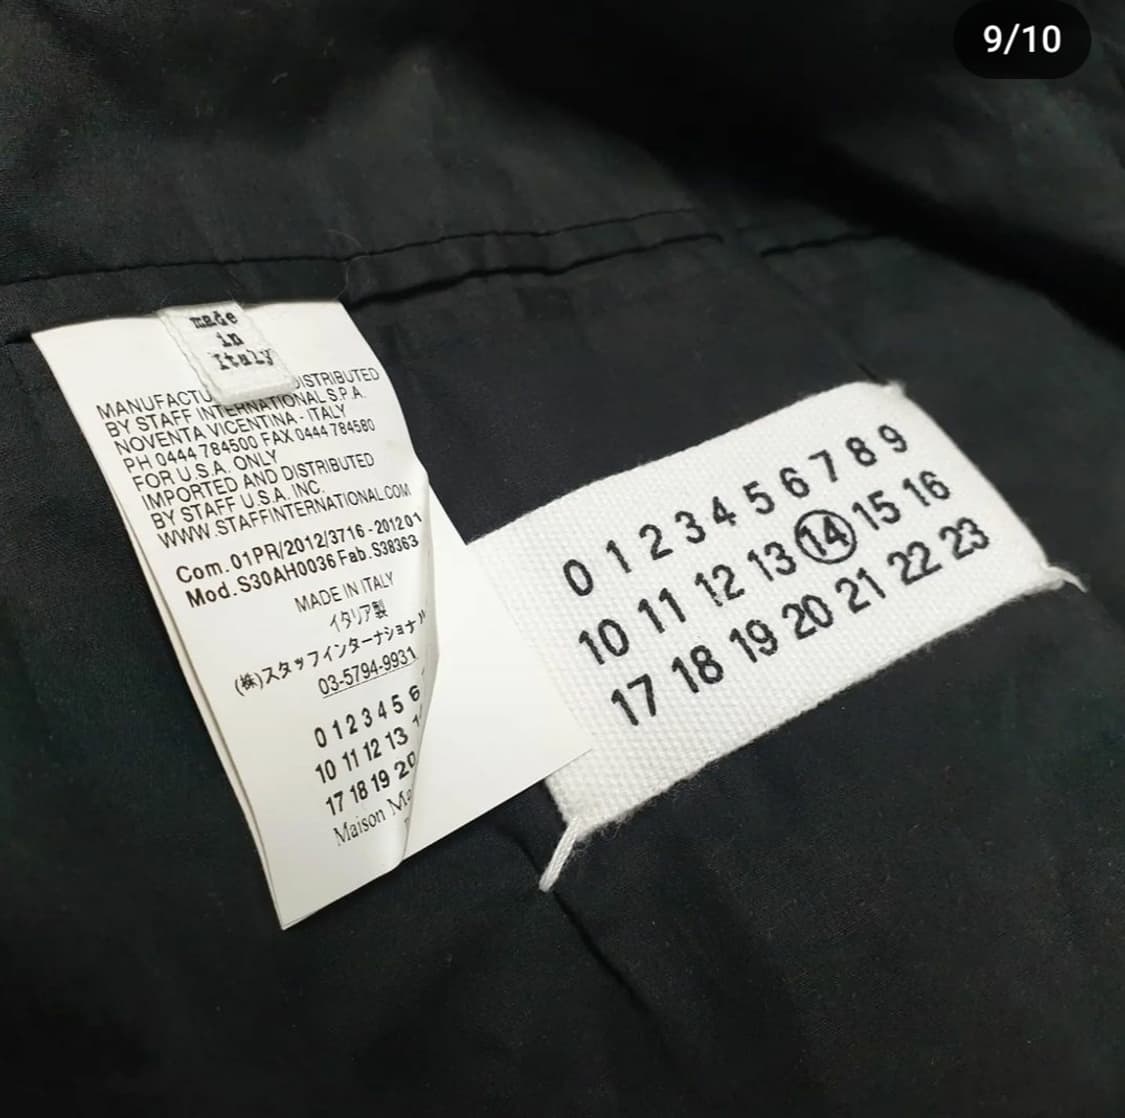 9/10
made
in
Italy
MANUFACTU DISTRIBUTED
BY STAFF INTERNATIONAL S.P.A.
NOVENTA VICENTINA - ITALY
PH 0444 784500 FAX 0444 784580
FOR U.S.A. ONLY
IMPORTED AND DISTRIBUTED
BY STAFF U.S.A. INC.
WWW.STAFFINTERNATIONAL.COM
Com.01PR/2012/3716-201201
Mod.S30AH0036 Fab.S38363
MADE IN ITALY
イタリア製
(株)スタッフインターナショナ
03-5794-9931
0 1 2 3 4 5 6
10 11 12 13
17 18 19 20
Maison Ma
0 1 2 3 4 5 6 7 8 9
10 11 12 13 14 15 16
17 18 19 20 21 22 23